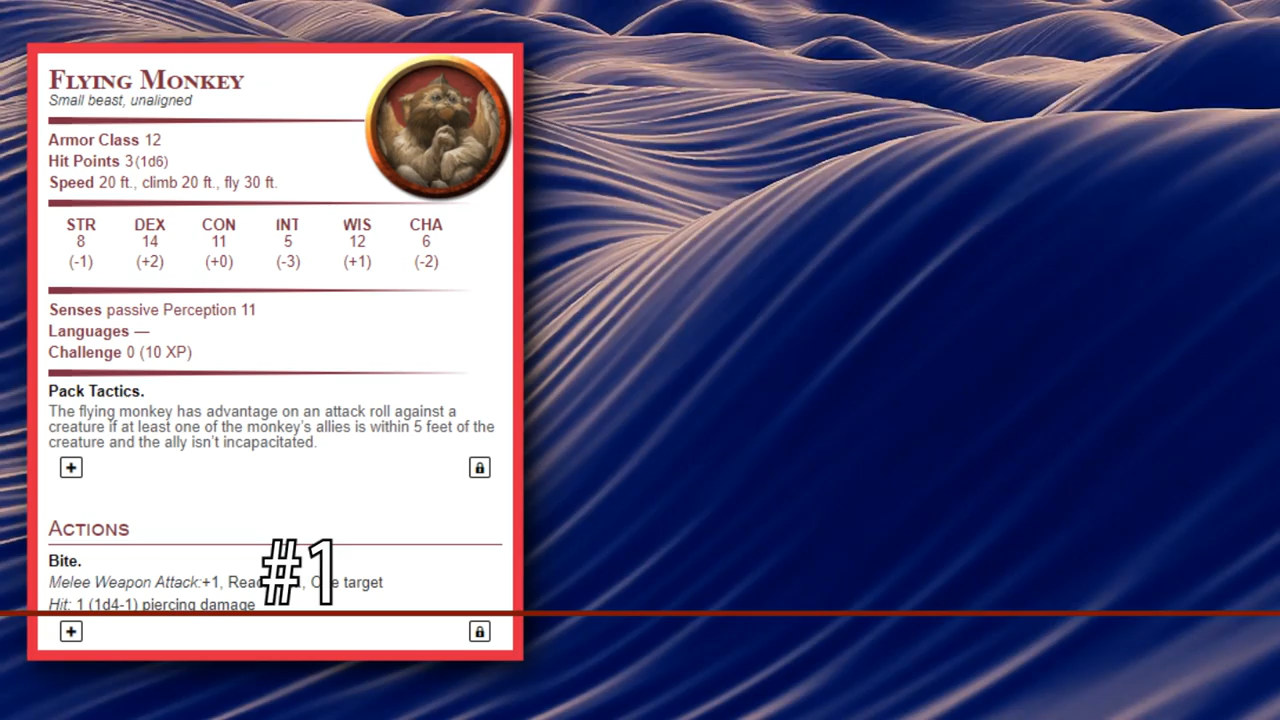 Flying Monkey
Small beast, unaligned
Armor Class 12
Hit Points 3(1d6)
Speed 20 ft., climb 20 ft., fly 30 ft.
STR DEX CON INT WIS CHA
8 14 11 5 12 6
(-1) (+2) (+0) (-3) (+1) (-2)
Senses passive Perception 11
Languages —
Challenge 0 (10 XP)
Pack Tactics.
The flying monkey has advantage on an attack roll against a
creature if at least one of the monkey's allies is within 5 feet of the
creature and the ally isn't incapacitated.
Actions
Bite.
Melee Weapon Attack:+1, target
Hit: 1 (1d4-1) piercing damage
#1